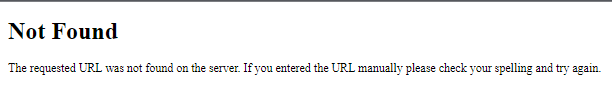 Not Found
The requested URL was not found on the server. If you entered the URL manually please check your spelling and try again.